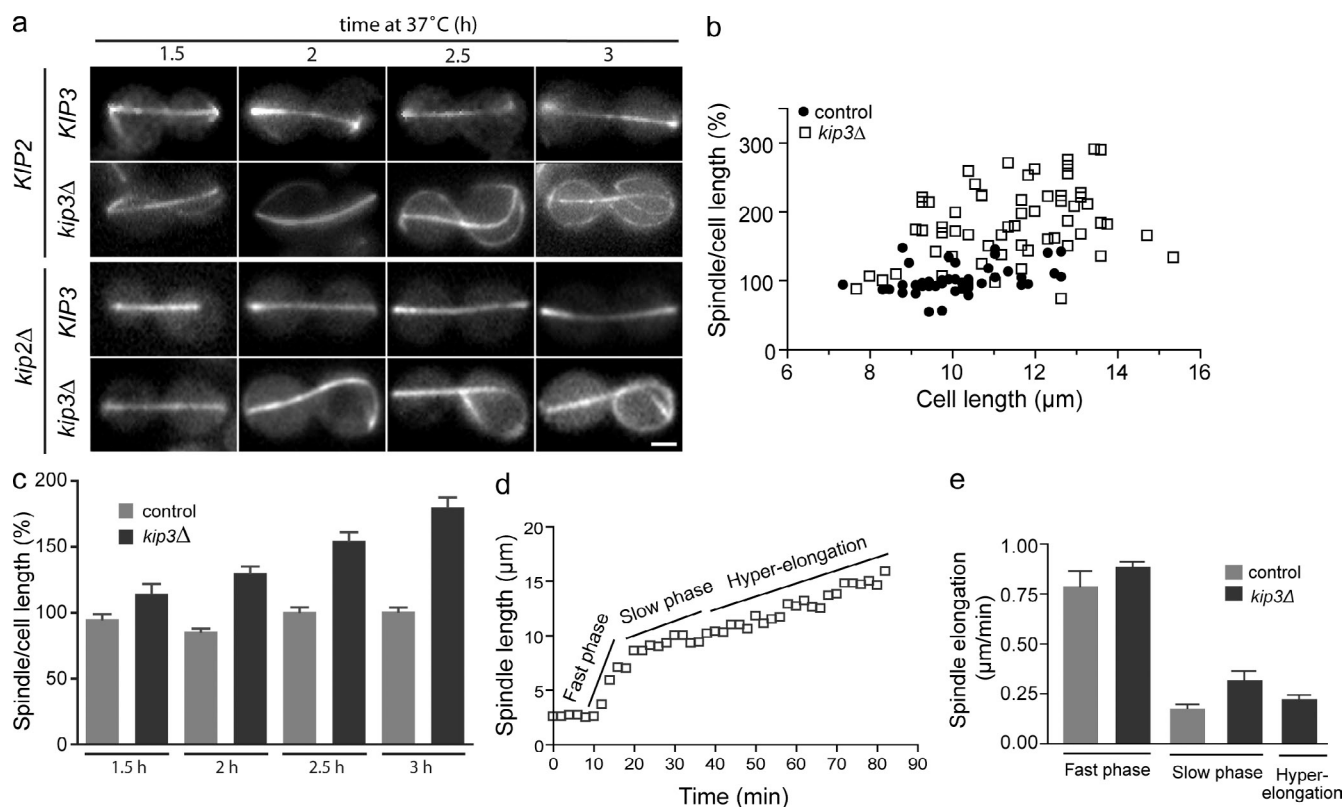 a
time at 37˚C (h)
1.5 2 2.5 3
KIP2
KIP3
kip3Δ
kip2Δ
KIP3
kip3Δ
b
control
kip3Δ
Spindle/cell length (%)
300
200
100
0
6 8 10 12 14 16
Cell length (µm)
c
control
kip3Δ
Spindle/cell length (%)
200
150
100
50
0
1.5 h 2 h 2.5 h 3 h
d
Spindle length (µm)
20
15
10
5
0
Fast phase
Slow phase
Hyper-elongation
0 10 20 30 40 50 60 70 80 90
Time (min)
e
control
kip3Δ
Spindle elongation
(µm/min)
1.00
0.75
0.25
0.00
Fast phase Slow phase Hyper-
elongation